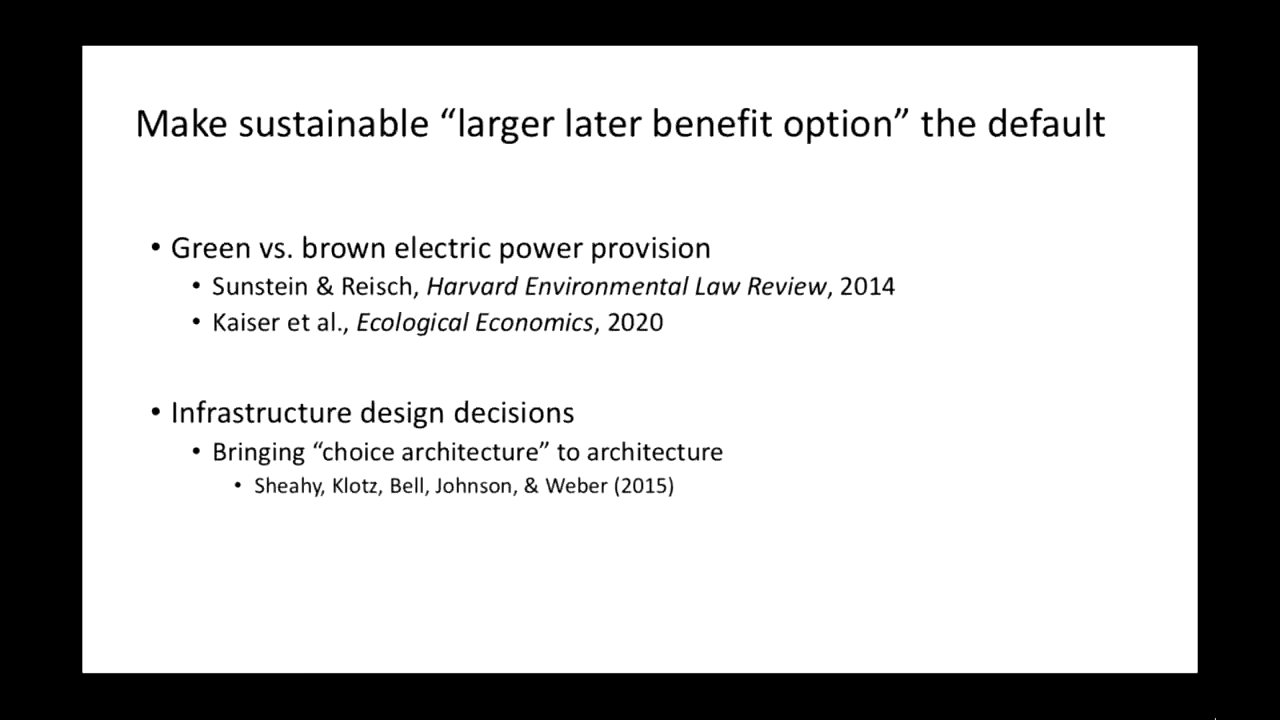 Make sustainable “larger later benefit option” the default
• Green vs. brown electric power provision
• Sunstein & Reisch, Harvard Environmental Law Review, 2014
• Kaiser et al., Ecological Economics, 2020
• Infrastructure design decisions
• Bringing “choice architecture” to architecture
• Sheahy, Klotz, Bell, Johnson, & Weber (2015)